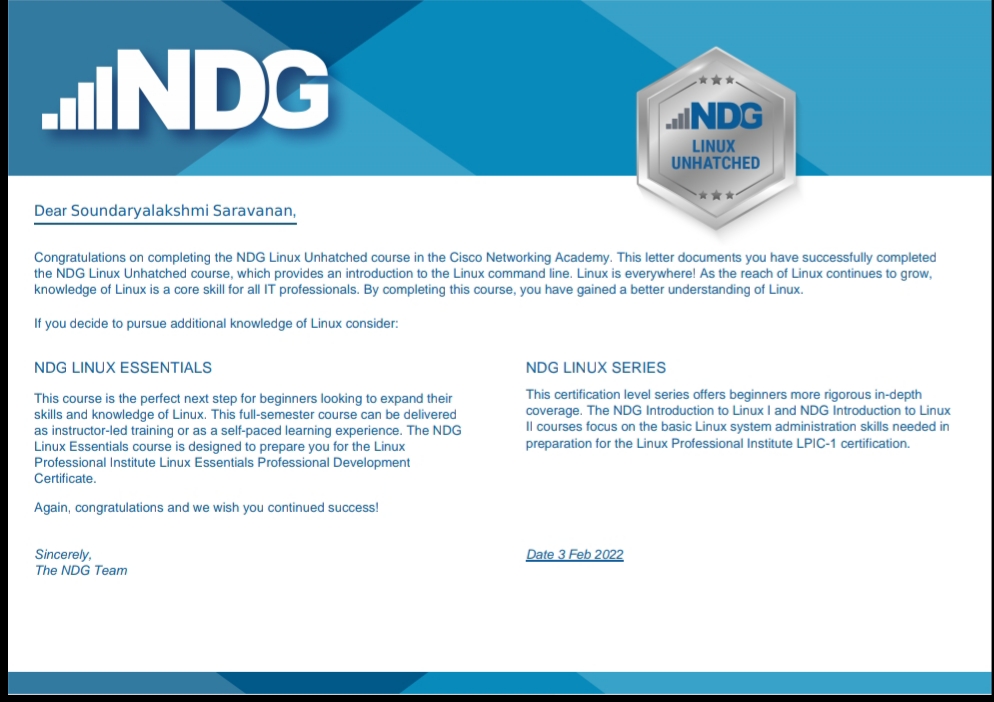 NDG
NDG
LINUX
UNHATCHED
Dear Soundaryalakshmi Saravanan,
Congratulations on completing the NDG Linux Unhatched course in the Cisco Networking Academy. This letter documents you have successfully completed
the NDG Linux Unhatched course, which provides an introduction to the Linux command line. Linux is everywhere! As the reach of Linux continues to grow,
knowledge of Linux is a core skill for all IT professionals. By completing this course, you have gained a better understanding of Linux.
If you decide to pursue additional knowledge of Linux consider:
NDG LINUX ESSENTIALS
This course is the perfect next step for beginners looking to expand their
skills and knowledge of Linux. This full-semester course can be delivered
as instructor-led training or as a self-paced learning experience. The NDG
Linux Essentials course is designed to prepare you for the Linux
Professional Institute Linux Essentials Professional Development
Certificate.
NDG LINUX SERIES
This certification level series offers beginners more rigorous in-depth
coverage. The NDG Introduction to Linux I and NDG Introduction to Linux
II courses focus on the basic Linux system administration skills needed in
preparation for the Linux Professional Institute LPIC-1 certification.
Again, congratulations and we wish you continued success!
Sincerely,
The NDG Team
Date 3 Feb 2022